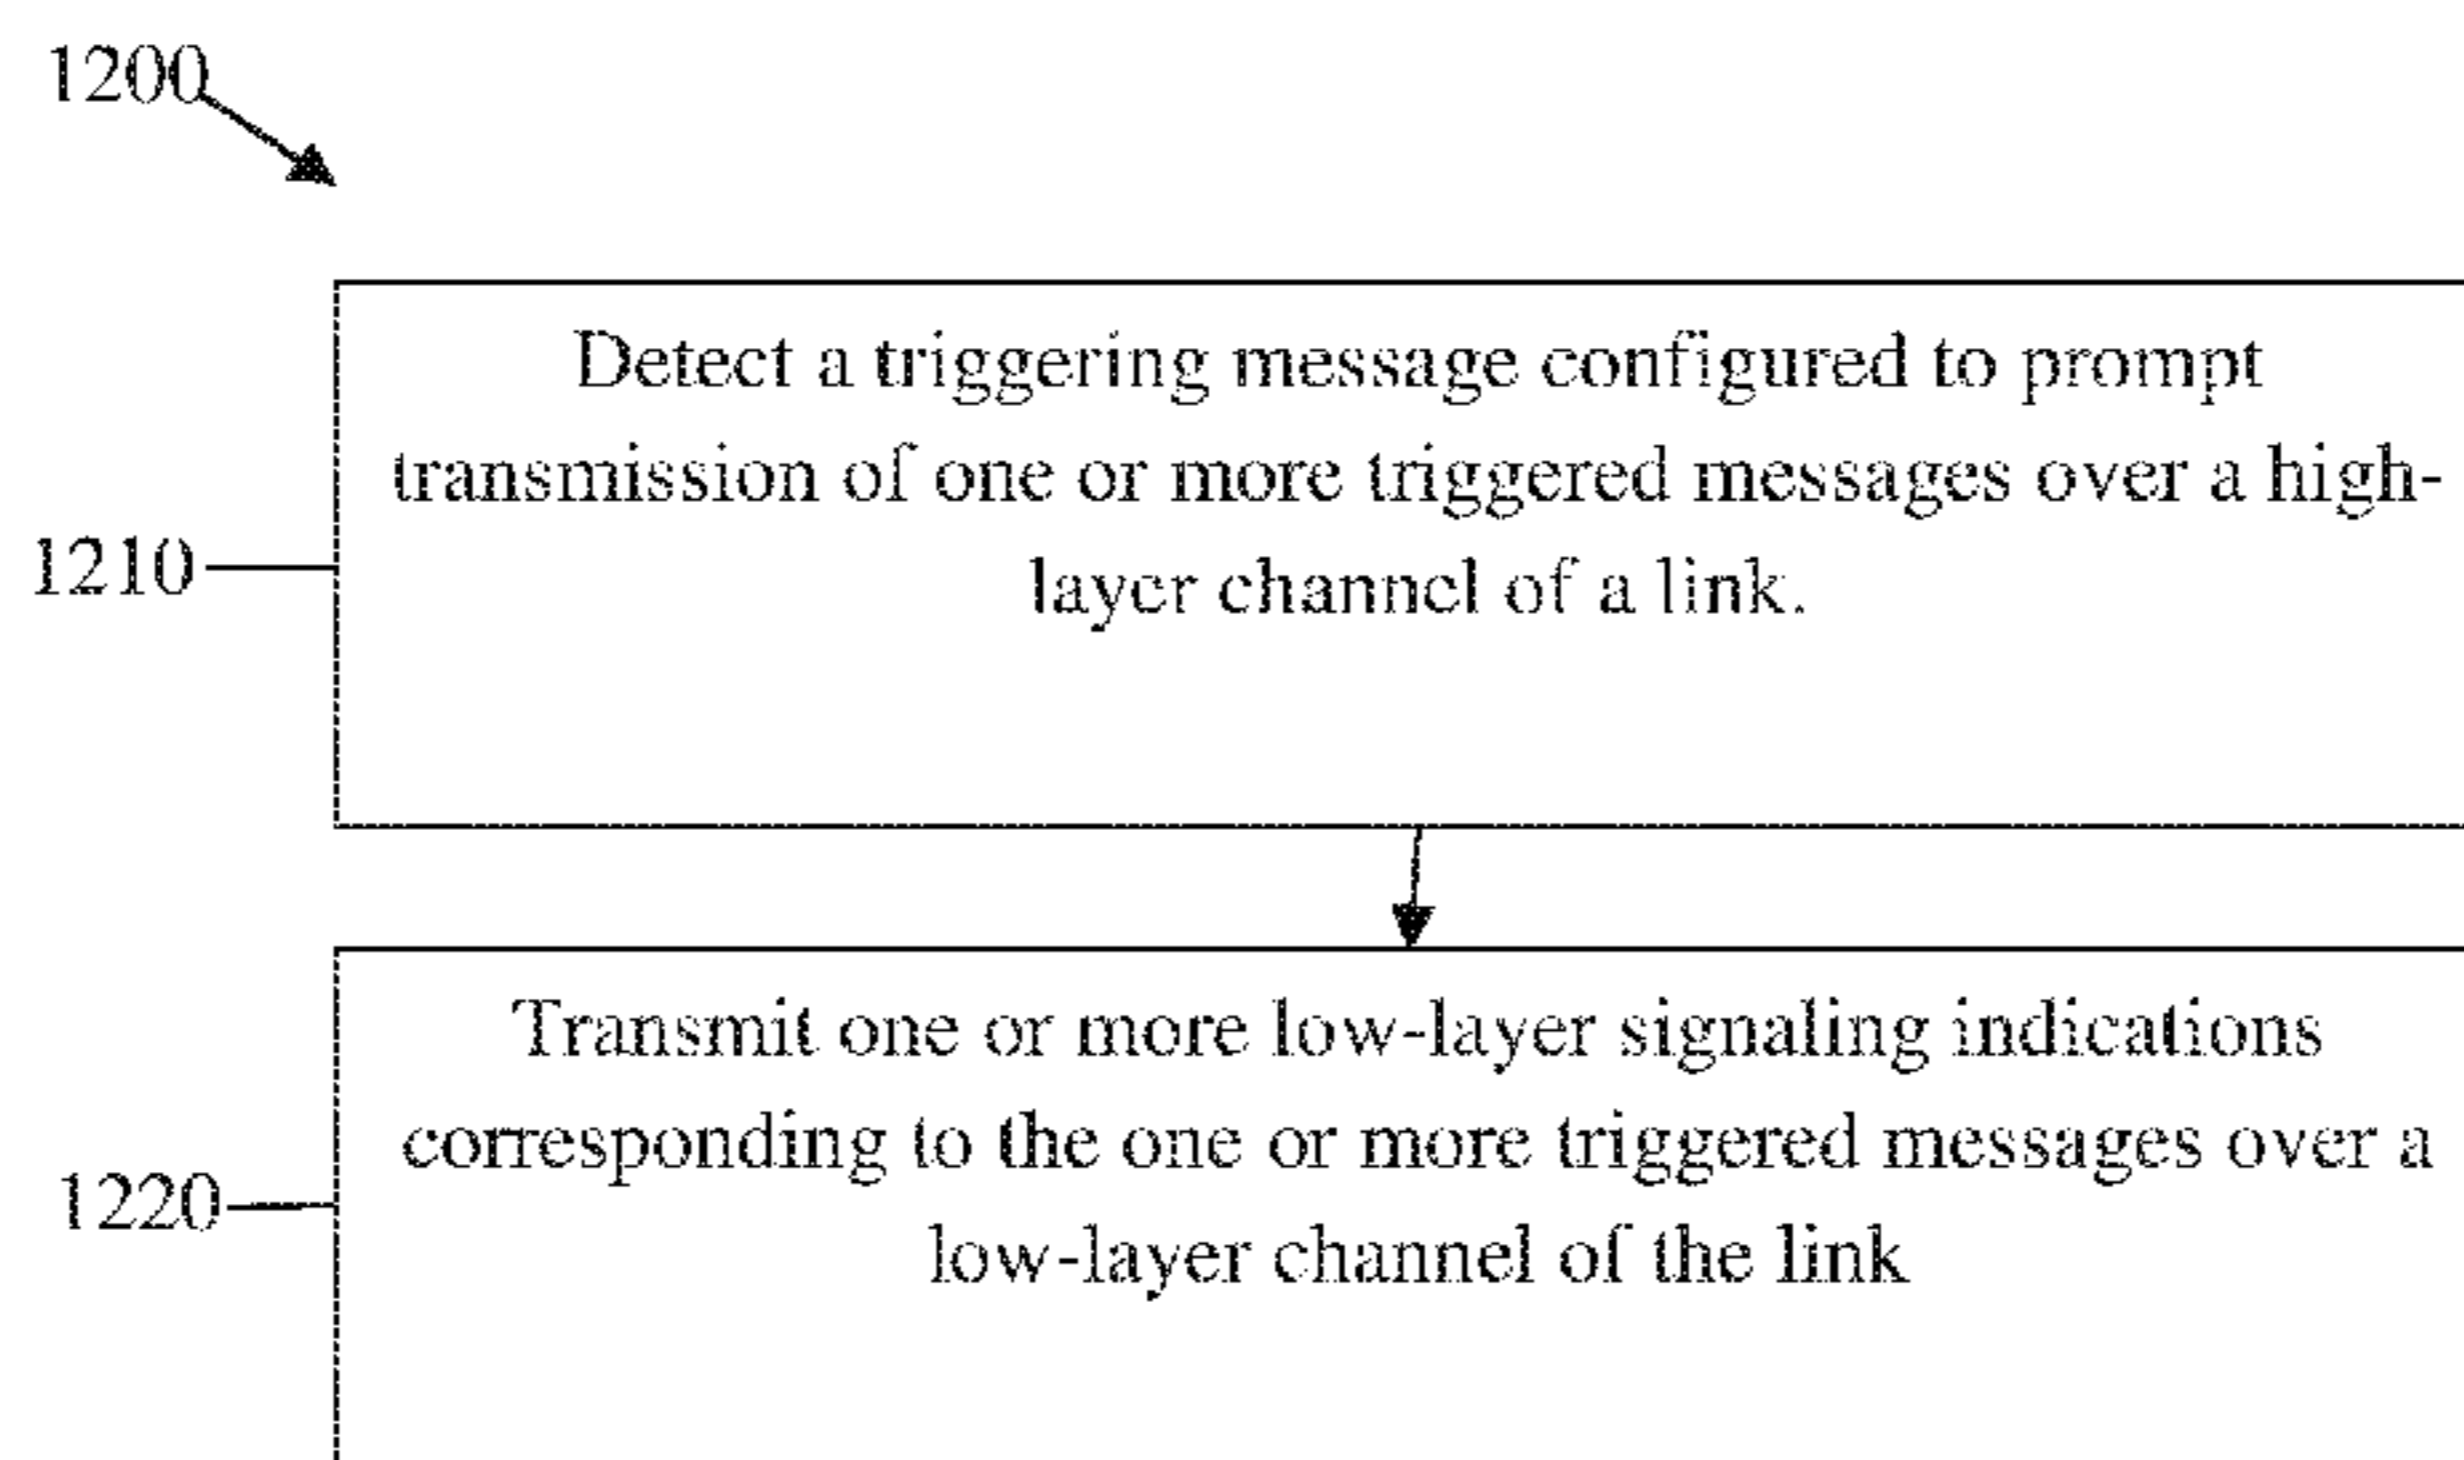 1200
Detect a triggering message configured to prompt
transmission of one or more triggered messages over a high-
layer channel of a link.
1210
Transmit one or more low-layer signaling indications
corresponding to the one or more triggered messages over a
low-layer channel of the link
1220